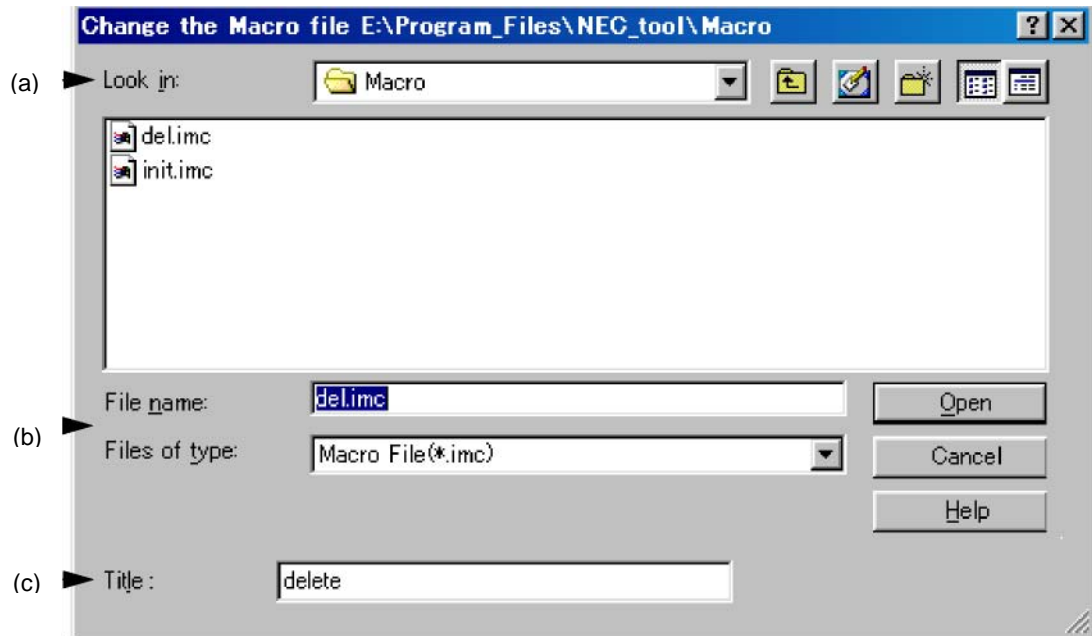 Change the Macro file E:\Program_Files\NEC_tool\Macro
(a) Look in: Macro
del.imc
init.imc
File name: del.imc Open
(b)
Files of type: Macro File(*.imc) Cancel
Help
(c) Title : delete